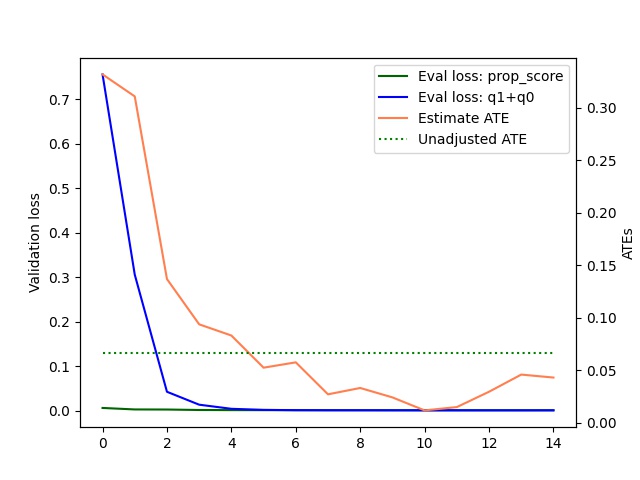 Eval loss: prop_score
Eval loss: q1+q0
Estimate ATE
Unadjusted ATE
Validation loss
0.7
0.6
0.5
0.4
0.3
0.2
0.1
0.0
0.30
0.25
0.20
0.15
0.10
0.05
0.00
ATEs
0 2 4 6 8 10 12 14